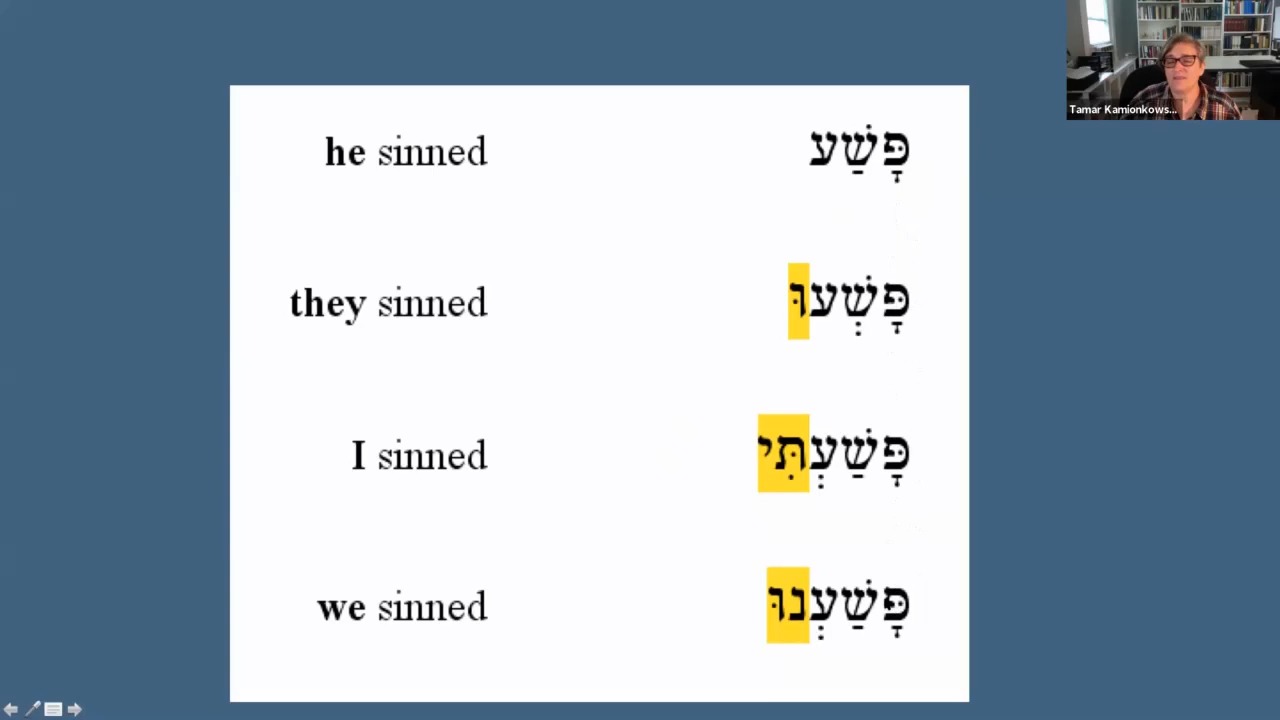 Tamar Kamionkows...
he sinned פָּשַׁע
they sinned פָּשְׁעוּ
I sinned פָּשַׁעְתִּי
we sinned פָּשַׁעְנוּ